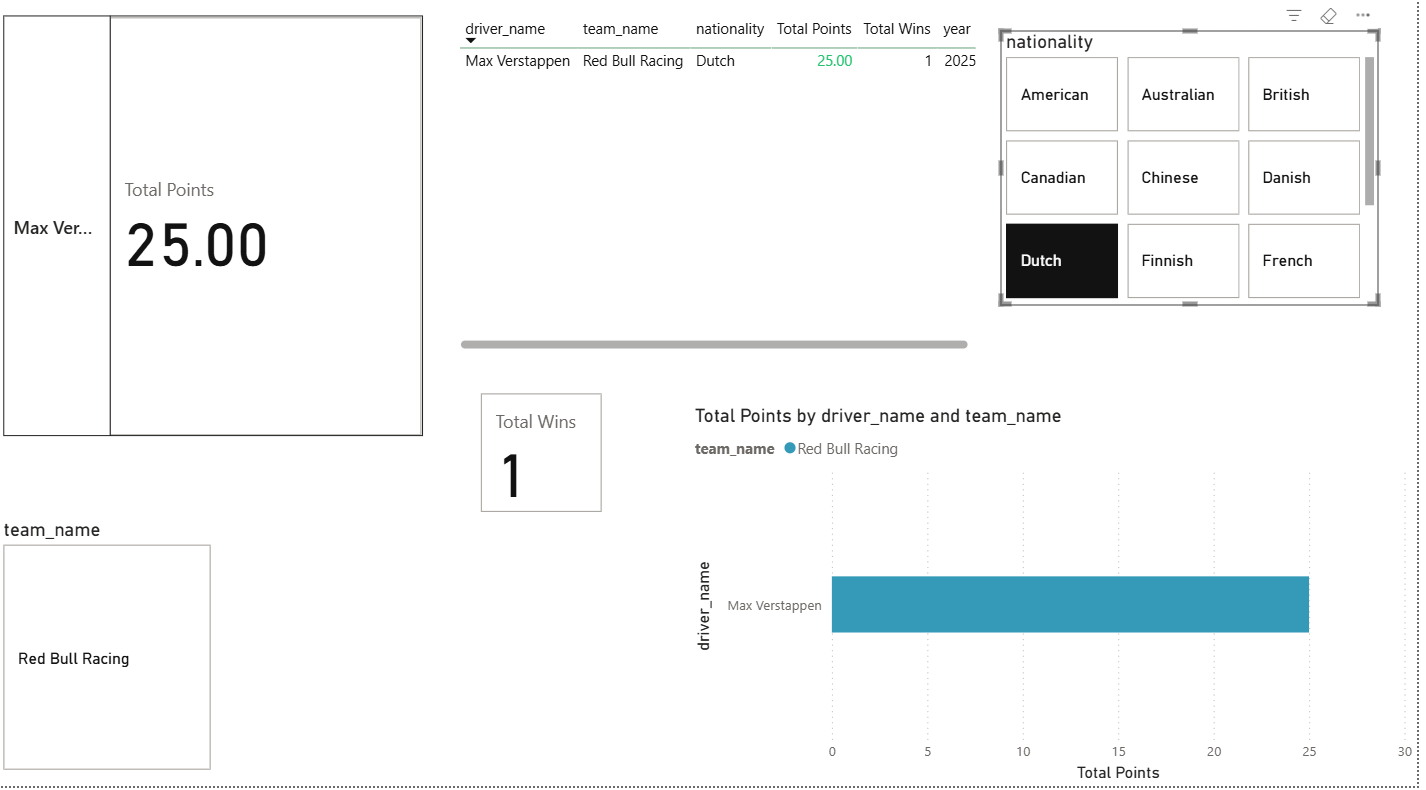 Max Ver...
Total Points
25.00
driver_name team_name nationality Total Points Total Wins year
Max Verstappen Red Bull Racing Dutch 25.00 1 2025
nationality
American Australian British
Canadian Chinese Danish
Dutch Finnish French
Total Wins
1
team_name
Red Bull Racing
Total Points by driver_name and team_name
team_name Red Bull Racing
driver_name
Max Verstappen
0 5 10 15 20 25 30
Total Points